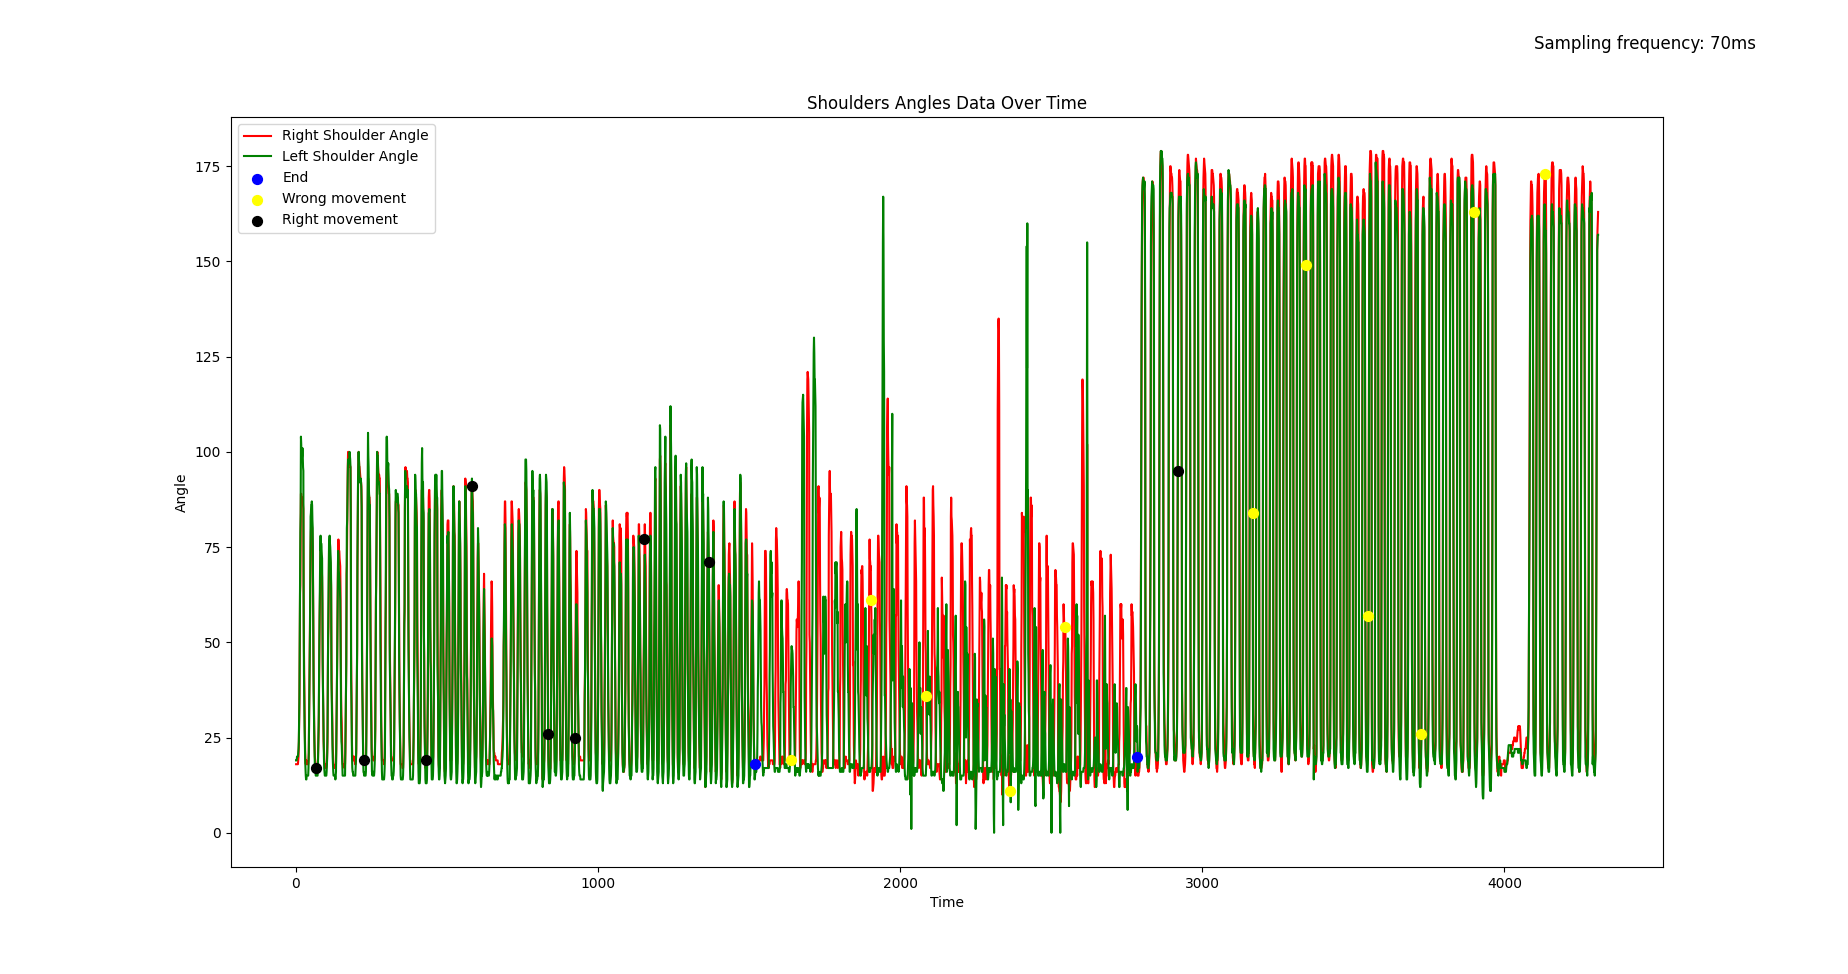 Sampling frequency: 70ms
Shoulders Angles Data Over Time
Right Shoulder Angle
Left Shoulder Angle
End
Wrong movement
Right movement
175
150
125
100
75
50
25
0
Angle
0 1000 2000 3000 4000
Time